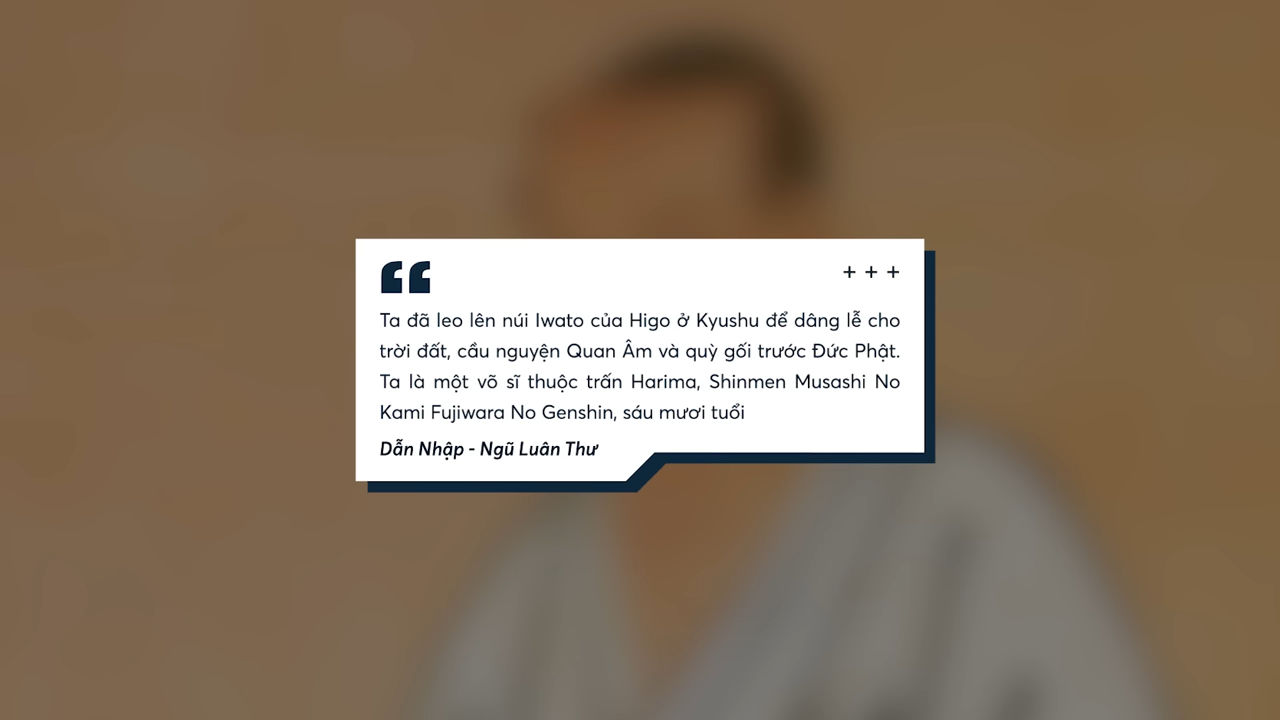 Ta đã leo lên núi Iwato của Higo ở Kyushu để dâng lễ cho
trời đất, cầu nguyện Quan Âm và quỳ gối trước Đức Phật.
Ta là một võ sĩ thuộc trấn Harima, Shinmen Musashi No
Kami Fujiwara No Genshin, sáu mươi tuổi
Dẫn Nhập - Ngũ Luân Thư